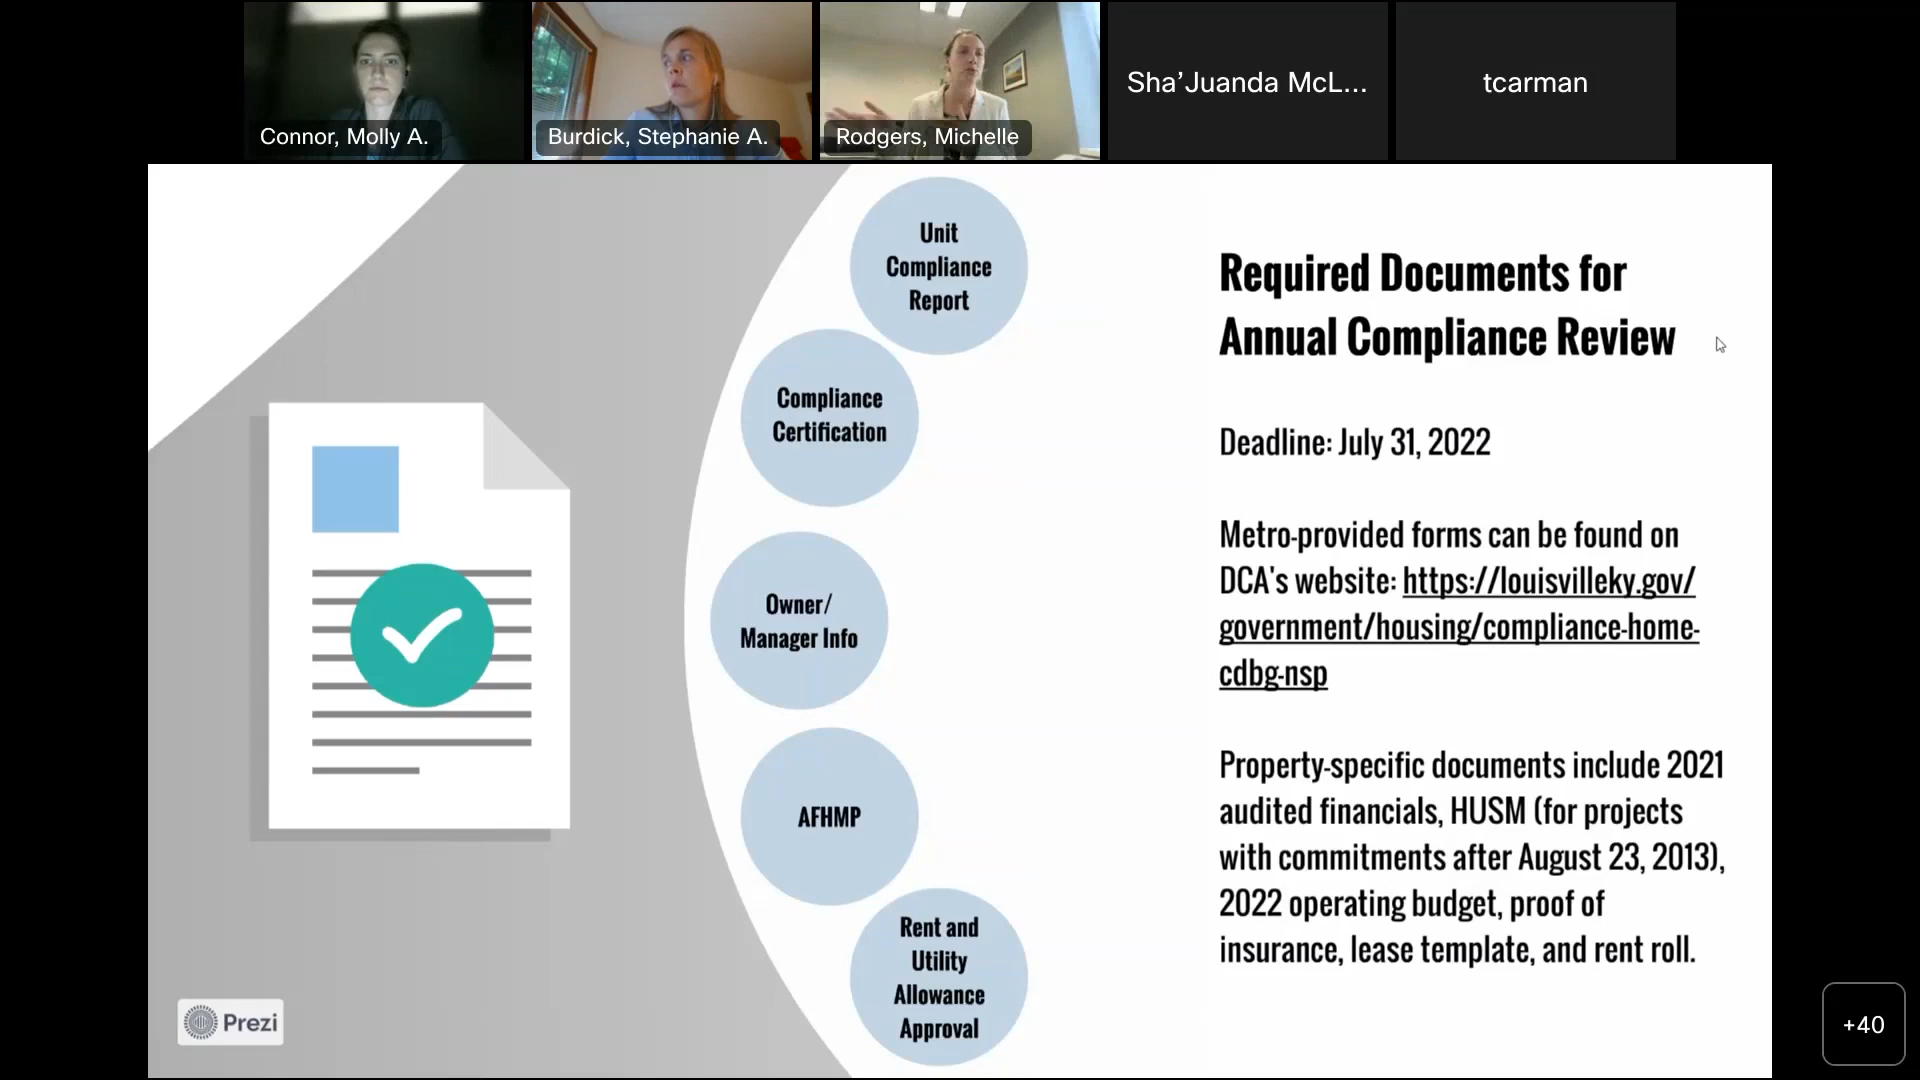 Connor, Molly A.
Burdick, Stephanie A.
Rodgers, Michelle
Sha’Juanda McL...
tcarman
Unit
Compliance
Report
Compliance
Certification
Owner/
Manager Info
AFHMP
Rent and
Utility
Allowance
Approval
Required Documents for
Annual Compliance Review
Deadline: July 31, 2022
Metro-provided forms can be found on
DCA's website: https://louisvilleky.gov/
government/housing/compliance-home-
cdbg-nsp
Property-specific documents include 2021
audited financials, HUSM (for projects
with commitments after August 23, 2013),
2022 operating budget, proof of
insurance, lease template, and rent roll.
Prezi
+40